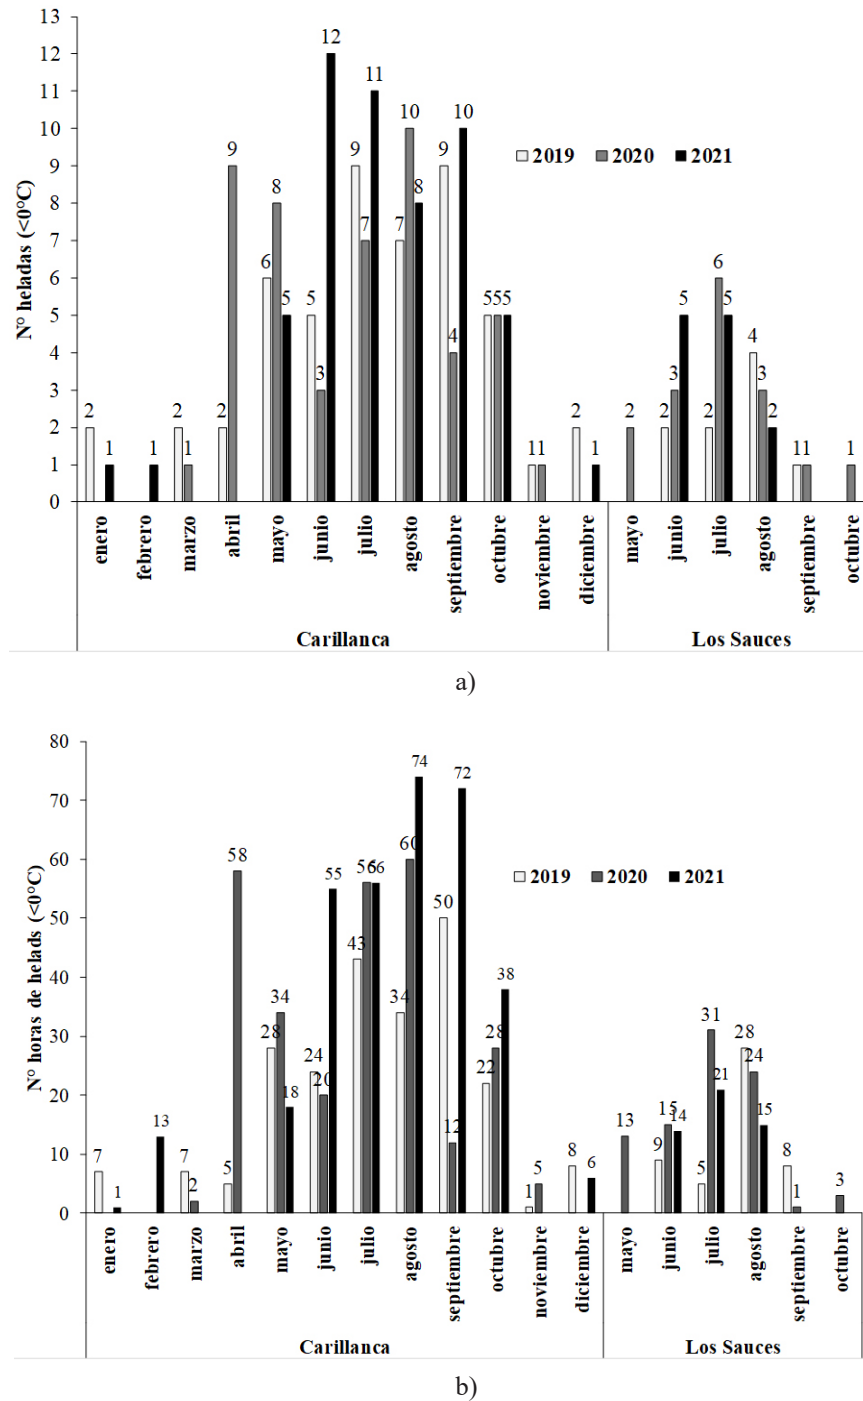 13
12
11
10
9
8
7
6
5
4
3
2
1
0
N° heladas (<0°C)
2019 2020 2021
2 1 1 2 1 2 9 6 8 5 5 3 12 9 7 11 7 10 8 9 4 10 5 5 5 1 1 2 1 2 2 3 5 2 6 5 4 3 2 1 1 1
enero febrero marzo abril mayo junio julio agosto septiembre octubre noviembre diciembre mayo junio julio agosto septiembre octubre
Carillanca Los Sauces
a)
80
70
60
50
40
30
20
10
0
N° horas de helads (<0°C)
2019 2020 2021
7 1 13 7 2 5 58 28 34 18 24 20 55 43 56 56 34 60 74 50 12 72 22 28 38 1 5 8 6 13 9 15 14 5 31 21 28 24 15 8 1 3
enero febrero marzo abril mayo junio julio agosto septiembre octubre noviembre diciembre mayo junio julio agosto septiembre octubre
Carillanca Los Sauces
b)